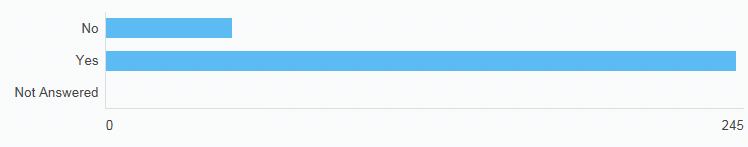 No
Yes
Not Answered
0 245